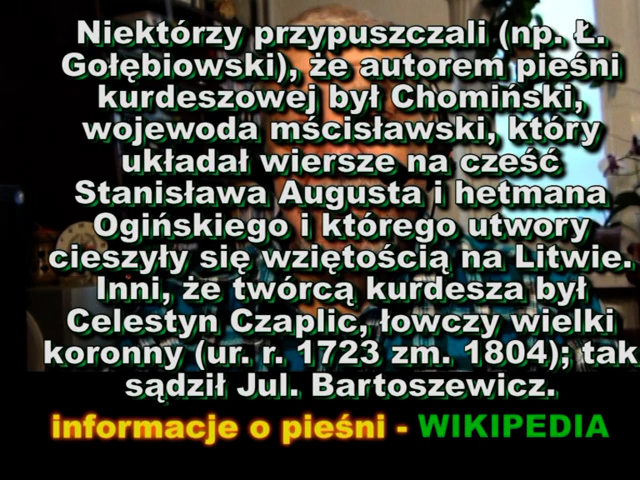 Niektórzy przypuszczali (np. Ł.
Gołębiowski), że autorem pieśni
kurdeszowej był Chomiński,
wojewoda mścisławski, który
układał wiersze na cześć
Stanisława Augusta i hetmana
Ogińskiego i którego utwory
cieszyły się wziętością na Litwie.
Inni, że twórcą kurdesza był
Celestyn Czaplic, łowczy wielki
koronny (ur. r. 1723 zm. 1804); tak
sądził Jul. Bartoszewicz.
informacje o pieśni - WIKIPEDIA